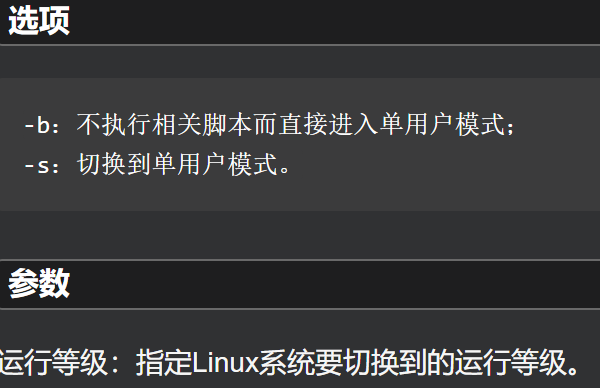 选项
-b：不执行相关脚本而直接进入单用户模式；
-s：切换到单用户模式。
参数
运行等级：指定Linux系统要切换到的运行等级。